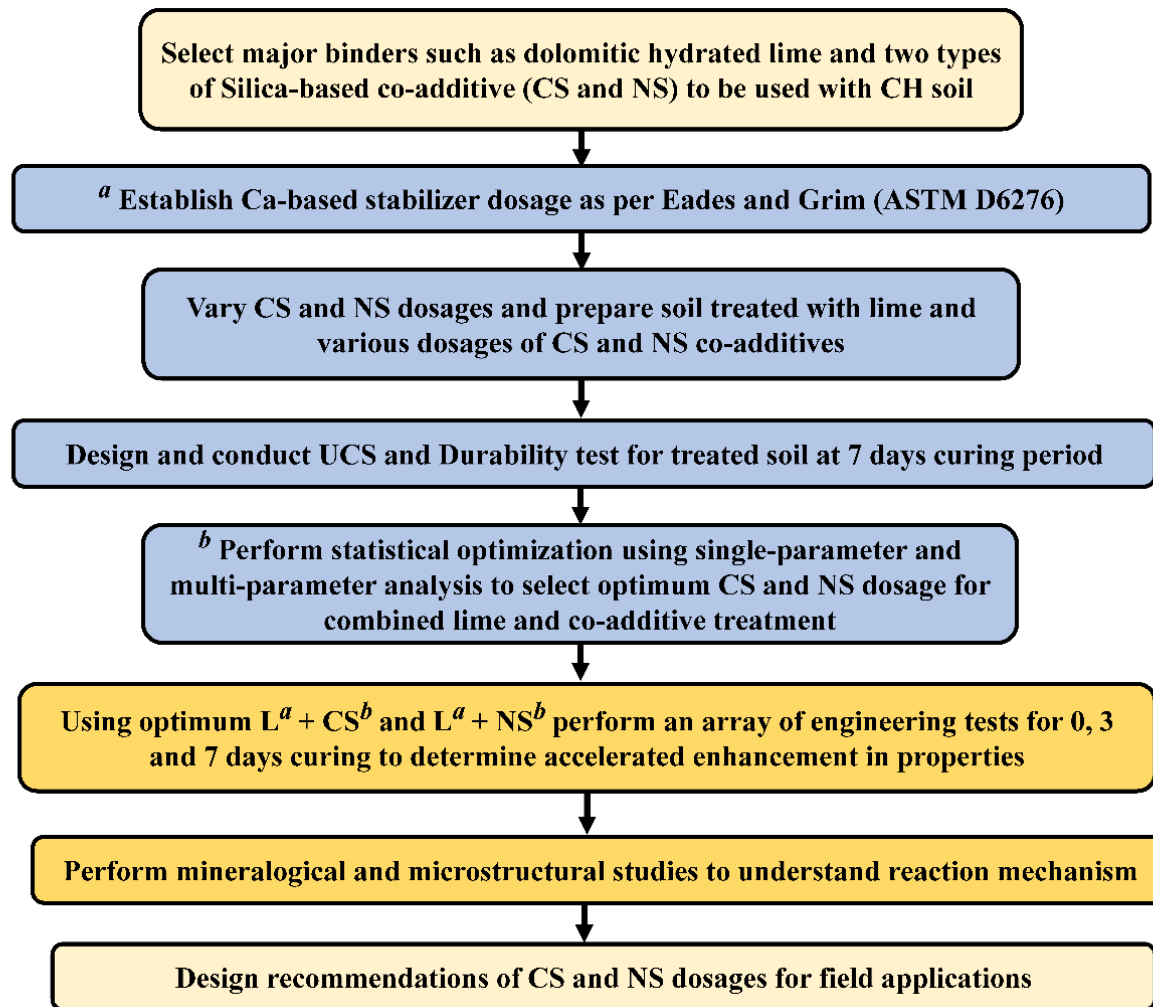 Select major binders such as dolomitic hydrated lime and two types
of Silica-based co-additive (CS and NS) to be used with CH soil
a Establish Ca-based stabilizer dosage as per Eades and Grim (ASTM D6276)
Vary CS and NS dosages and prepare soil treated with lime and
various dosages of CS and NS co-additives
Design and conduct UCS and Durability test for treated soil at 7 days curing period
b Perform statistical optimization using single-parameter and
multi-parameter analysis to select optimum CS and NS dosage for
combined lime and co-additive treatment
Using optimum Lᵃ + CSᵇ and Lᵃ + NSᵇ perform an array of engineering tests for 0, 3
and 7 days curing to determine accelerated enhancement in properties
Perform mineralogical and microstructural studies to understand reaction mechanism
Design recommendations of CS and NS dosages for field applications